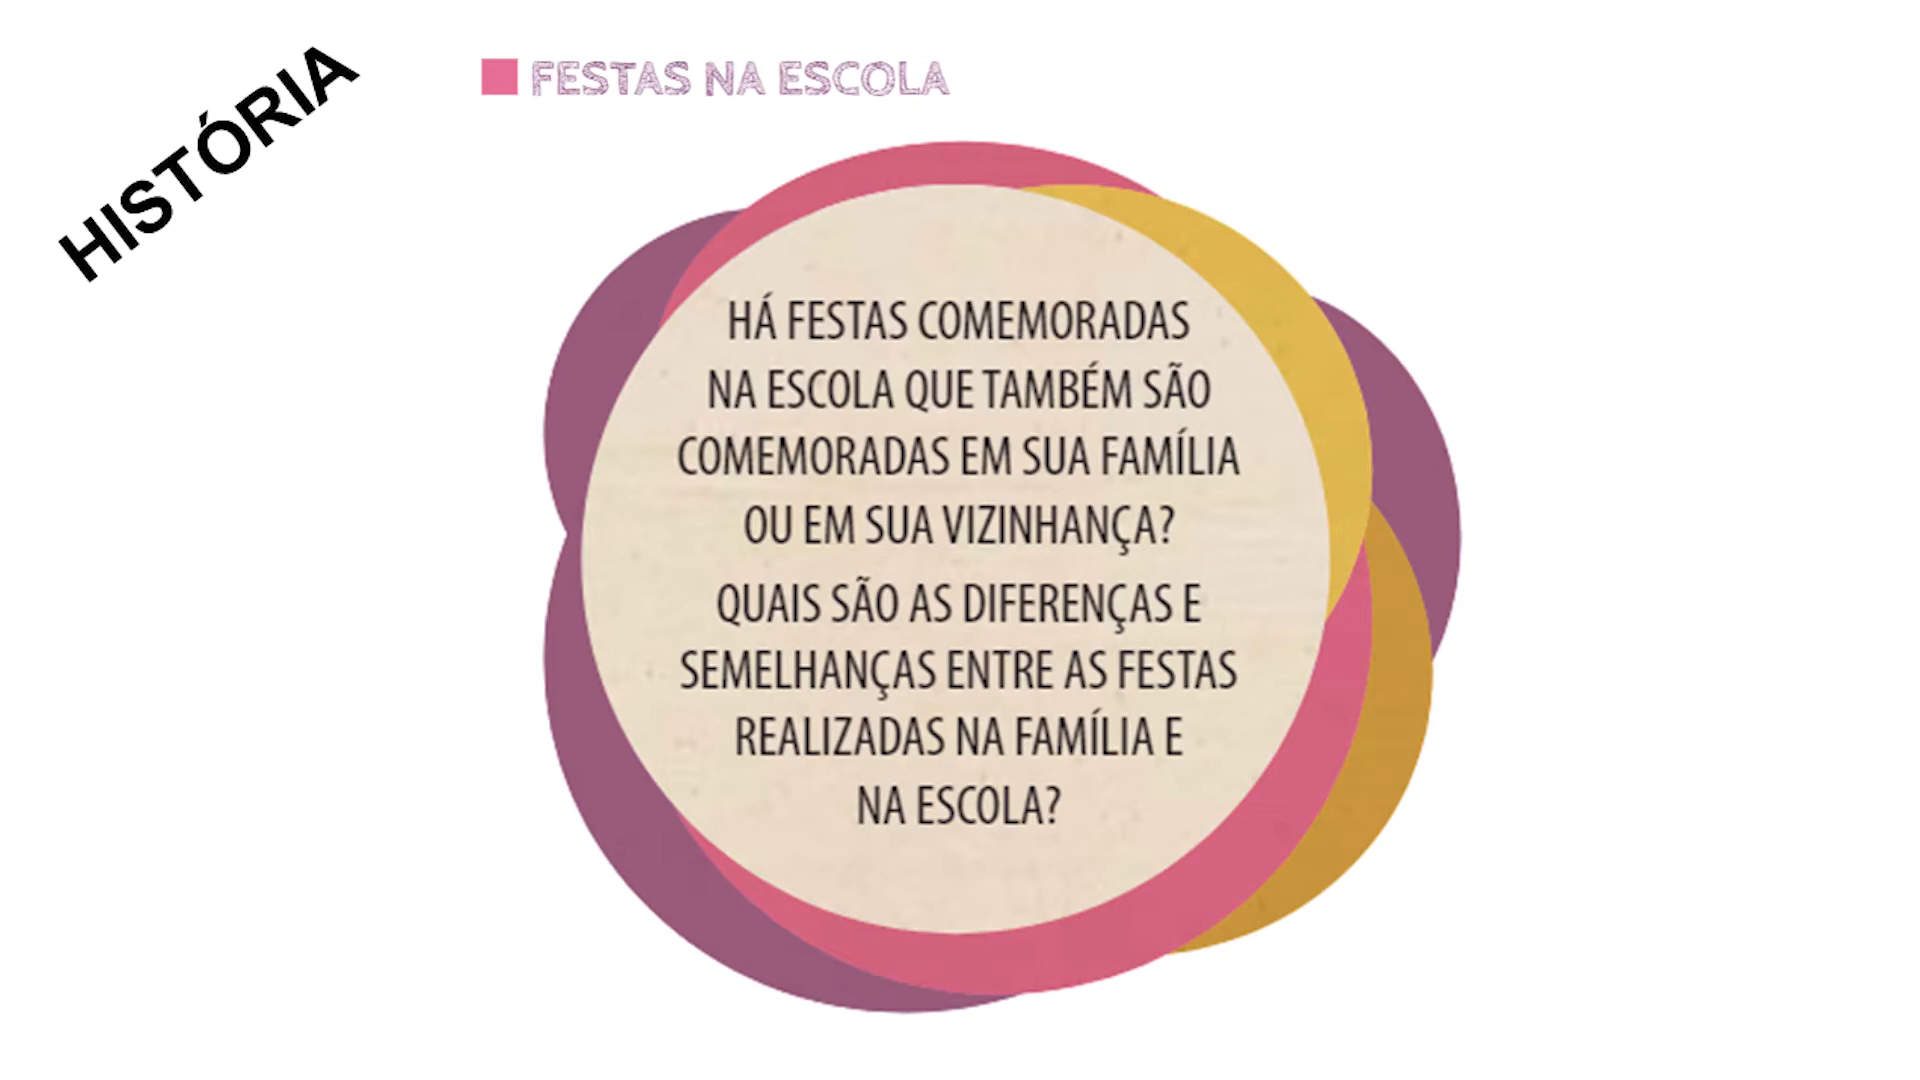 HISTÓRIA
FESTAS NA ESCOLA
HÁ FESTAS COMEMORADAS
NA ESCOLA QUE TAMBÉM SÃO
COMEMORADAS EM SUA FAMÍLIA
OU EM SUA VIZINHANÇA?
QUAIS SÃO AS DIFERENÇAS E
SEMELHANÇAS ENTRE AS FESTAS
REALIZADAS NA FAMÍLIA E
NA ESCOLA?